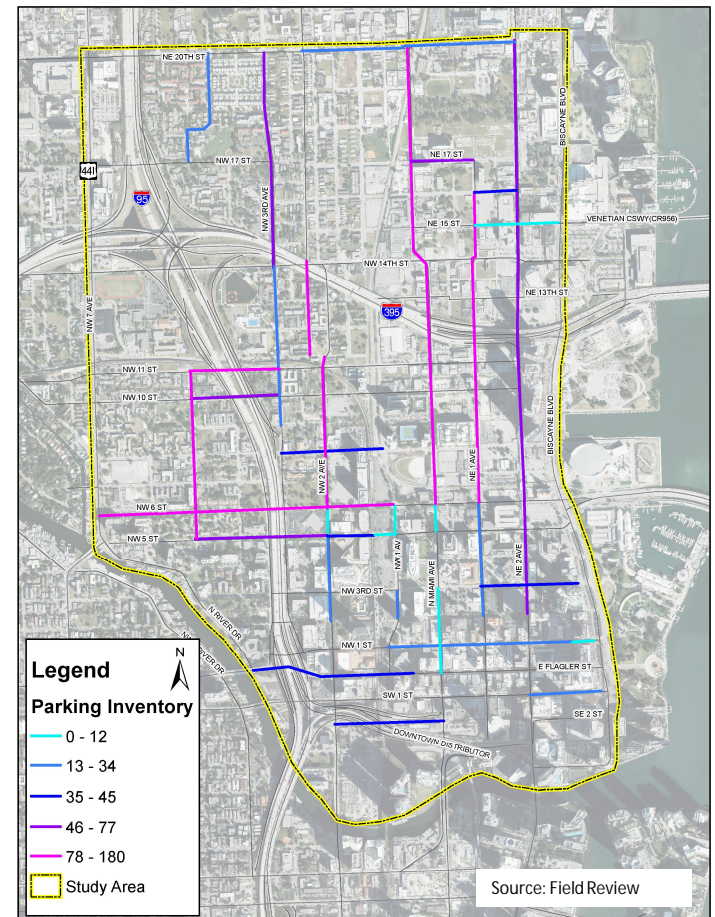 NE 20TH ST
BISCAYNE BLVD
NW 17 ST
NE 17 ST
441
95
NW 3RD AVE
NE 15 ST
VENETIAN CSWY(CR956)
NW 14TH ST
NE 13TH ST
NW 7 AVE
395
NW 11 ST
NW 10 ST
BISCAYNE BLVD
NW 2 AVE
NE 1 AVE
NW 6 ST
NW 5 ST
NW 1 AV
N MIAMI AVE
NE 2 AVE
NW 3RD ST
N RIVER DR
RIVER DR
NW 1 ST
E FLAGLER ST
SW 1 ST
SE 2 ST
DOWNTOWN DISTRIBUTOR
N
Legend
Parking Inventory
0 - 12
13 - 34
35 - 45
46 - 77
78 - 180
Study Area
Source: Field Review